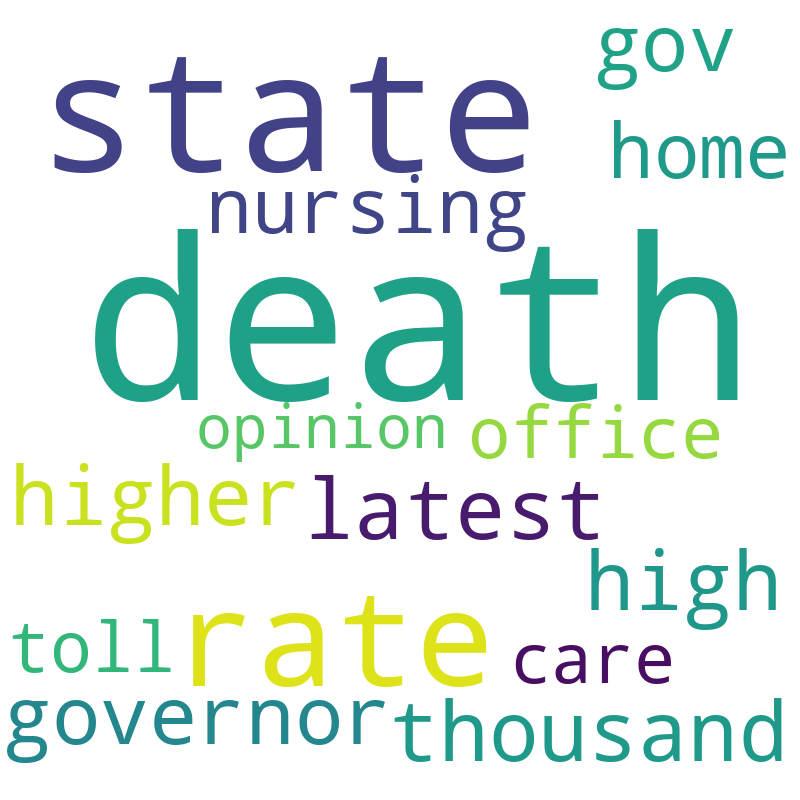 gov
state
home
nursing
death
opinion office
higher latest
high
toll rate care
governor thousand